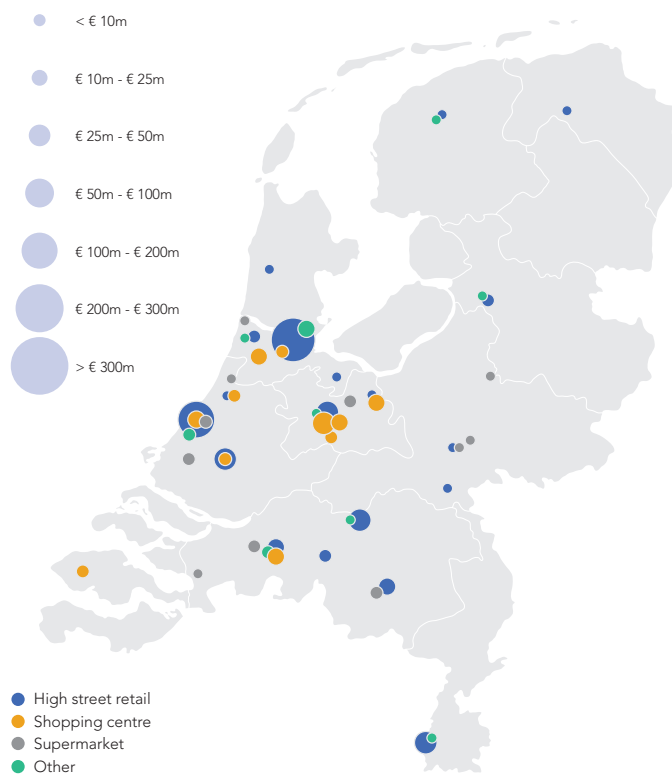 < € 10m
€ 10m - € 25m
€ 25m - € 50m
€ 50m - € 100m
€ 100m - € 200m
€ 200m - € 300m
> € 300m
High street retail
Shopping centre
Supermarket
Other